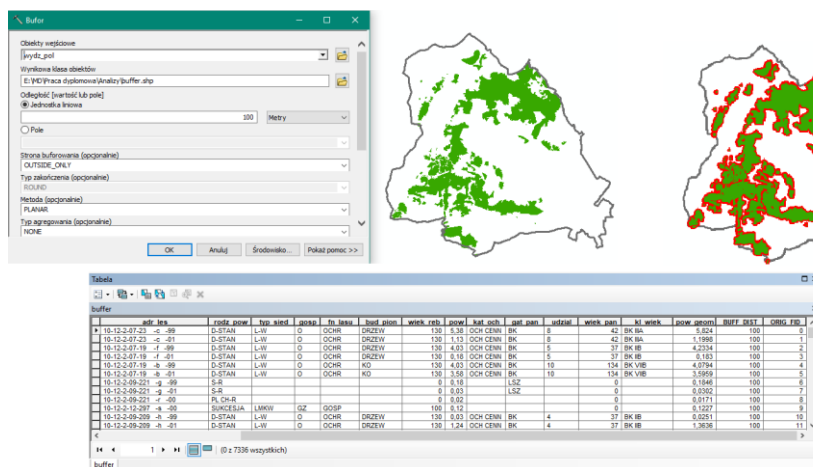 Bufor
Obiekty wejściowe
wydz_pol
Wynikowa klasa obiektów
E:\MD\Praca dyplomowa\Analizy\buffer.shp
Odległość [wartość lub pole]
Jednostka liniowa
100 Metry
Pole
Strona buforowania (opcjonalnie)
OUTSIDE_ONLY
Typ zakończenia (opcjonalnie)
ROUND
Metoda (opcjonalnie)
PLANAR
Typ agregowania (opcjonalnie)
NONE
OK Anuluj Środowisko... Pokaż pomoc >>
Tabela
buffer
adr_les rodz_pow typ_sied gosp fn_lasu bud_pion wiek_reb pow kat_och gat_pan udzial wiek_pan kl_wiek pow_geom BUFF_DIST ORIG_FID
10-12-2-07-23 -c -99 D-STAN L-W O OCHR DRZEW 130 5,38 OCH CENN BK 8 42 BK IIIA 5,824 100 0
10-12-2-07-23 -c -01 D-STAN L-W O OCHR DRZEW 130 1,13 OCH CENN BK 8 42 BK IIIA 1,1998 100 1
10-12-2-07-19 -f -99 D-STAN L-W O OCHR DRZEW 130 4,03 OCH CENN BK 5 37 BK IIB 4,2334 100 2
10-12-2-07-19 -f -01 D-STAN L-W O OCHR DRZEW 130 0,18 OCH CENN BK 5 37 BK IIB 0,183 100 3
10-12-2-07-19 -b -99 D-STAN L-W O OCHR KO 130 4,03 OCH CENN BK 10 134 BK VIIB 4,0794 100 4
10-12-2-07-19 -b -01 D-STAN L-W O OCHR KO 130 3,58 OCH CENN BK 10 134 BK VIIB 3,5959 100 5
10-12-2-09-221 -g -99 S-R 0 0,18 LSZ 0 0,1846 100 6
10-12-2-09-221 -g -01 S-R 0 0,03 LSZ 0 0,0302 100 7
10-12-2-09-221 -r -00 PL CH-R 0 0,02 0 0,0171 100 8
10-12-2-12-297 -a -00 SUKCESJA LMKW GZ GOSP 100 0,12 0 0,1227 100 9
10-12-2-09-209 -h -99 D-STAN L-W O OCHR DRZEW 130 0,03 OCH CENN BK 4 37 BK IIB 0,0251 100 10
10-12-2-09-209 -h -01 D-STAN L-W O OCHR DRZEW 130 1,24 OCH CENN BK 4 37 BK IIB 1,3636 100 11
1 (0 z 7336 wszystkich)
buffer